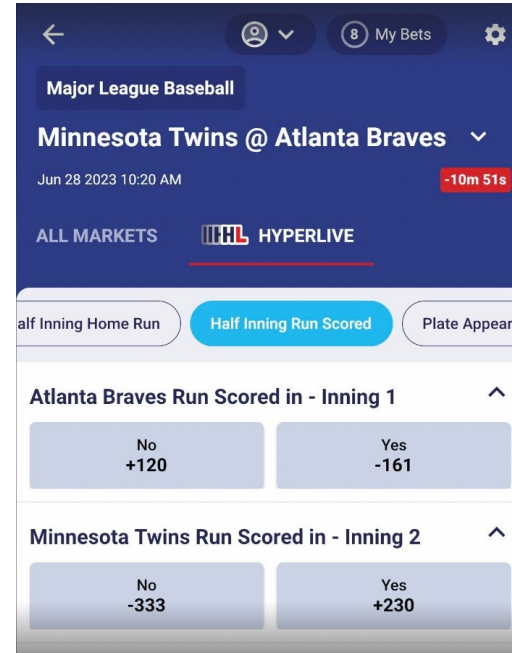 8 My Bets
Major League Baseball
Minnesota Twins @ Atlanta Braves
Jun 28 2023 10:20 AM
-10m 51s
ALL MARKETS
HL HYPERLIVE
alf Inning Home Run
Half Inning Run Scored
Plate Appear
Atlanta Braves Run Scored in - Inning 1
No
+120
Yes
-161
Minnesota Twins Run Scored in - Inning 2
No
-333
Yes
+230